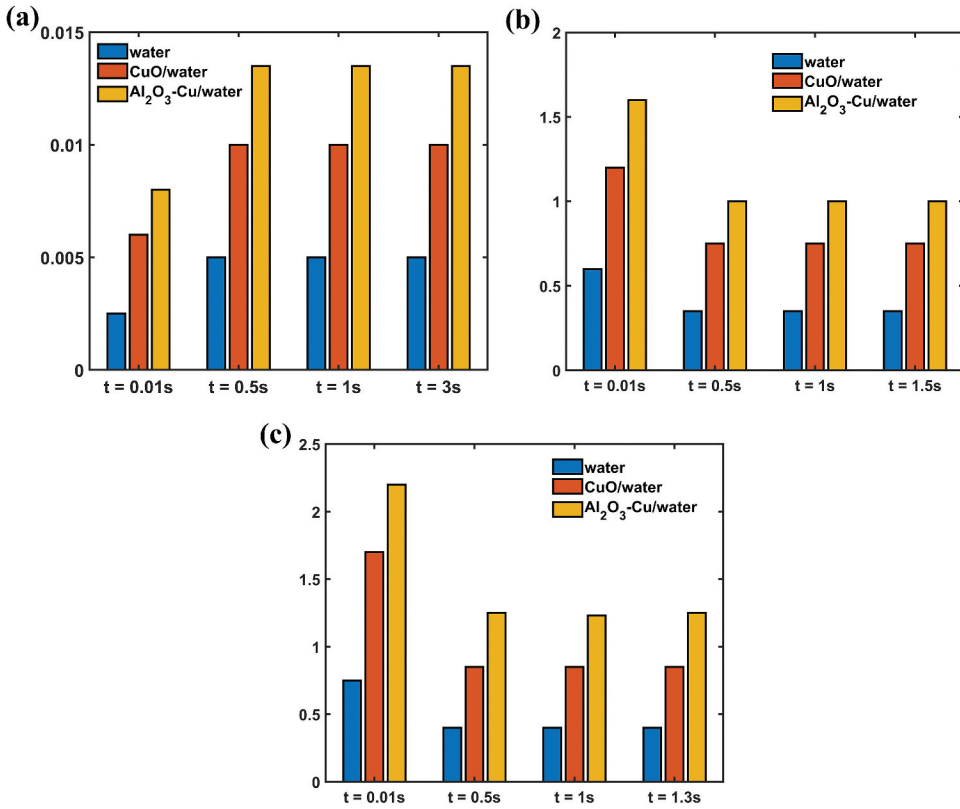 (a)
0.015
0.01
0.005
0
water
CuO/water
Al₂O₃-Cu/water
t = 0.01s
t = 0.5s
t = 1s
t = 3s
(b)
2
1.5
1
0.5
0
water
CuO/water
Al₂O₃-Cu/water
t = 0.01s
t = 0.5s
t = 1s
t = 1.5s
(c)
2.5
2
1.5
1
0.5
0
water
CuO/water
Al₂O₃-Cu/water
t = 0.01s
t = 0.5s
t = 1s
t = 1.3s